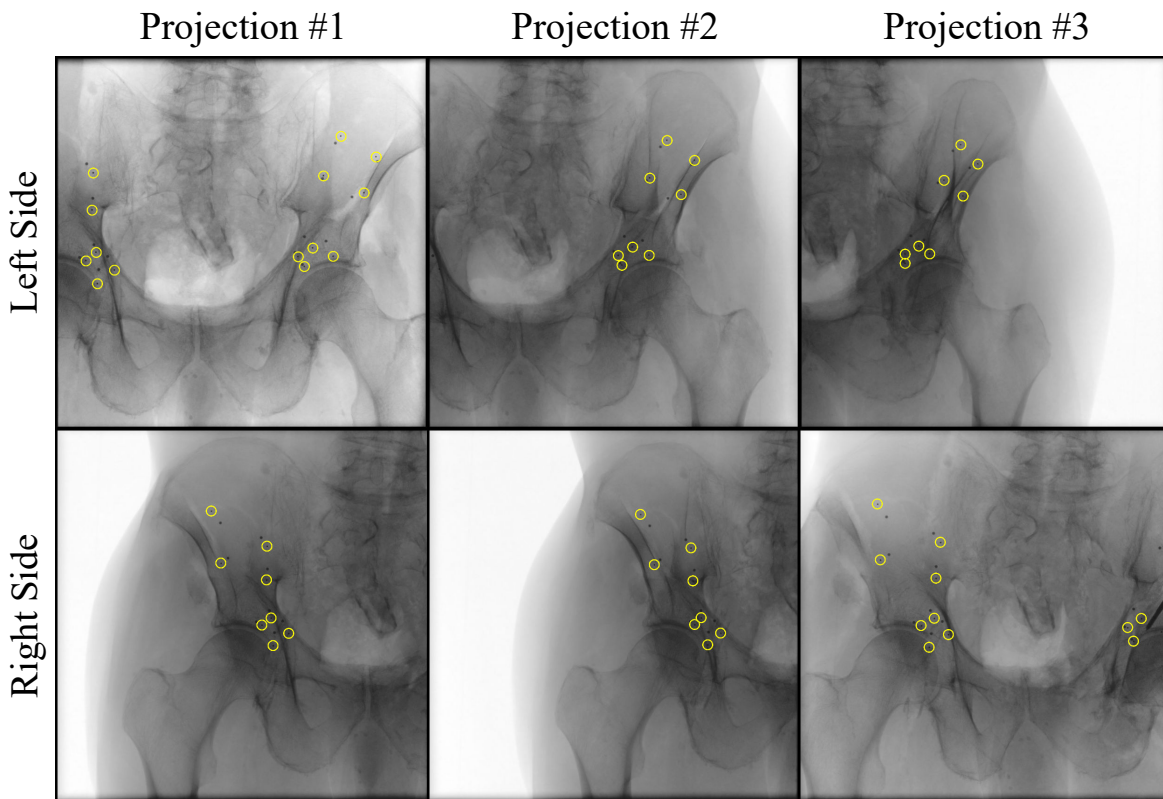 Projection #1
Projection #2
Projection #3
Left Side
Right Side